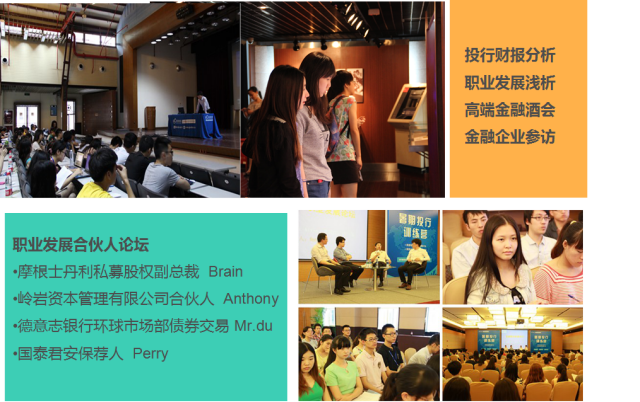 投行财报分析
职业发展浅析
高端金融酒会
金融企业参访
职业发展合伙人论坛
•摩根士丹利私募股权副总裁 Brain
•岭岩资本管理有限公司合伙人 Anthony
•德意志银行环球市场部债券交易 Mr.du
•国泰君安保荐人 Perry
暑期投行
训练营